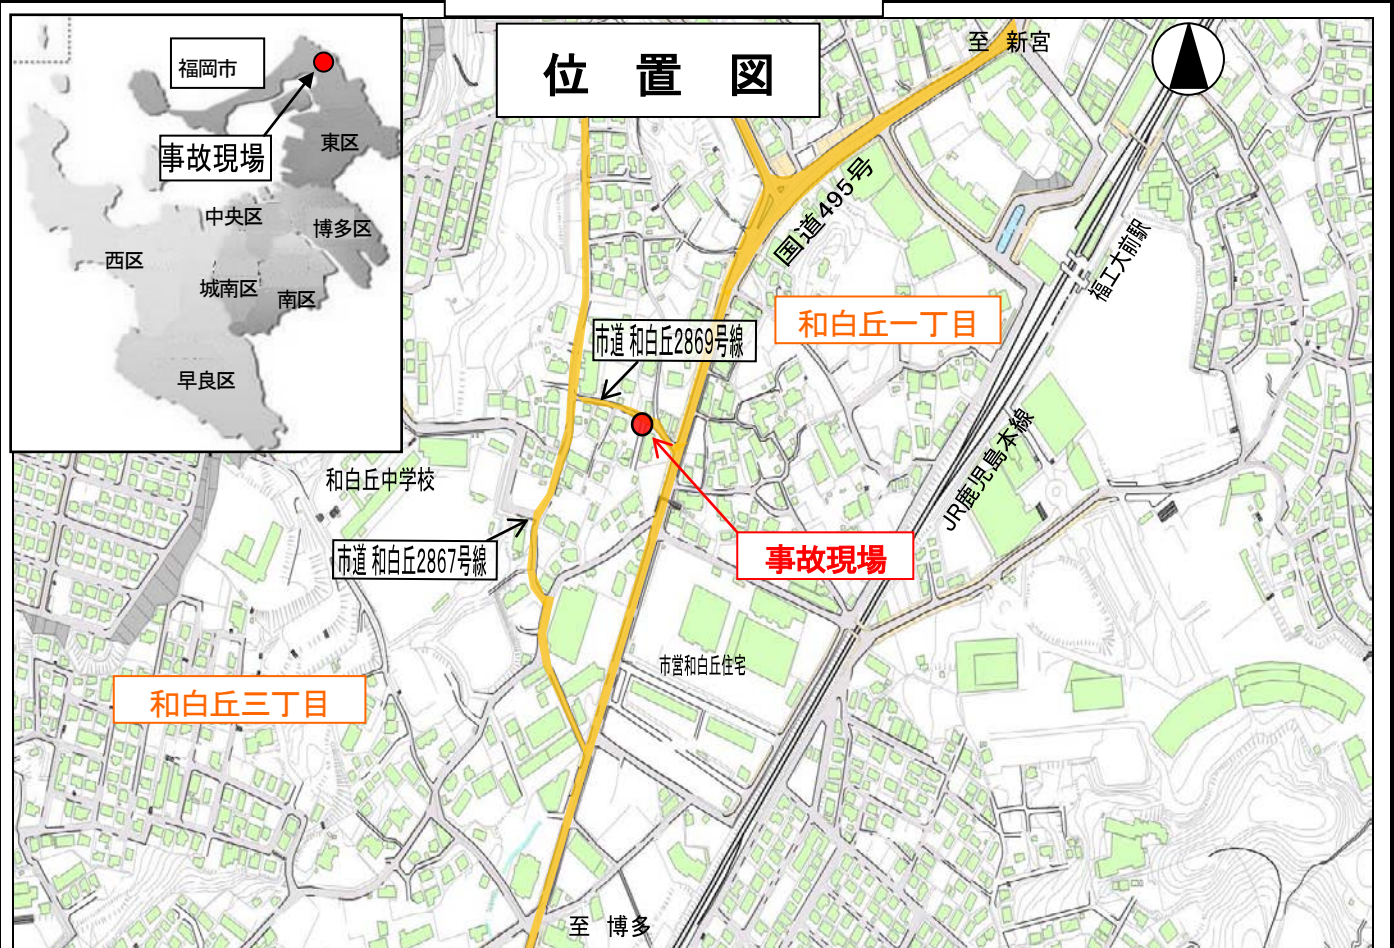 位置図
至 新宮
福岡市
事故現場
東区
中央区
博多区
西区
城南区
南区
早良区
国道495号
福工大前駅
和白丘一丁目
市道 和白丘2869号線
JR鹿児島本線
和白丘中学校
市道 和白丘2867号線
事故現場
市営和白丘住宅
和白丘三丁目
至 博多